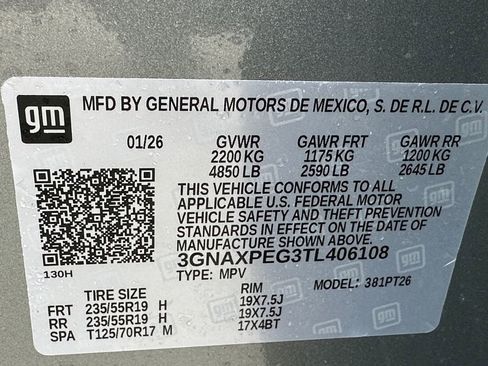 gm MFD BY GENERAL MOTORS DE MEXICO, S. DE R.L. DE C.V.
01/26 GVWR GAWR FRT GAWR RR
2200 KG 1175 KG 1200 KG
4850 LB 2590 LB 2645 LB
THIS VEHICLE CONFORMS TO ALL
APPLICABLE U.S. FEDERAL MOTOR
VEHICLE SAFETY AND THEFT PREVENTION
STANDARDS IN EFFECT ON THE DATE OF
MANUFACTURE SHOWN ABOVE.
3GNAXPEG3TL406108
130H TYPE: MPV MODEL: 381PT26
TIRE SIZE RIM
FRT 235/55R19 H 19X7.5J
RR 235/55R19 H 19X7.5J
SPA T125/70R17 M 17X4BT